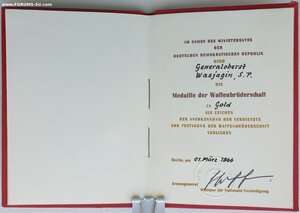 www.FORUMS-SU.com
IM NAMEN DES MINISTERRATES
DER
DEUTSCHEN DEMOKRATISCHEN REPUBLIK
WIRD
Generaloberst
Wasjagin, S.P.
DIE
Medaille der Waffenbrüderschaft
IN Gold
ALS ZEICHEN
DER ANERKENNUNG DER VERDIENSTE
ZUR FESTIGUNG DER WAFFENBRÜDERSCHAFT
VERLIEHEN
Berlin, am 01. März 1966
Armeegeneral
Minister für Nationale Verteidigung